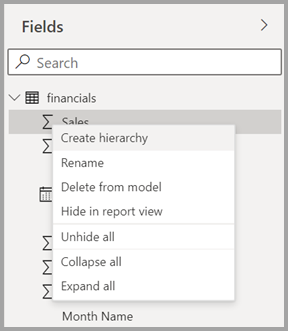 Fields
Search
financials
Sales
Create hierarchy
Rename
Delete from model
Hide in report view
Unhide all
Collapse all
Expand all
Month Name